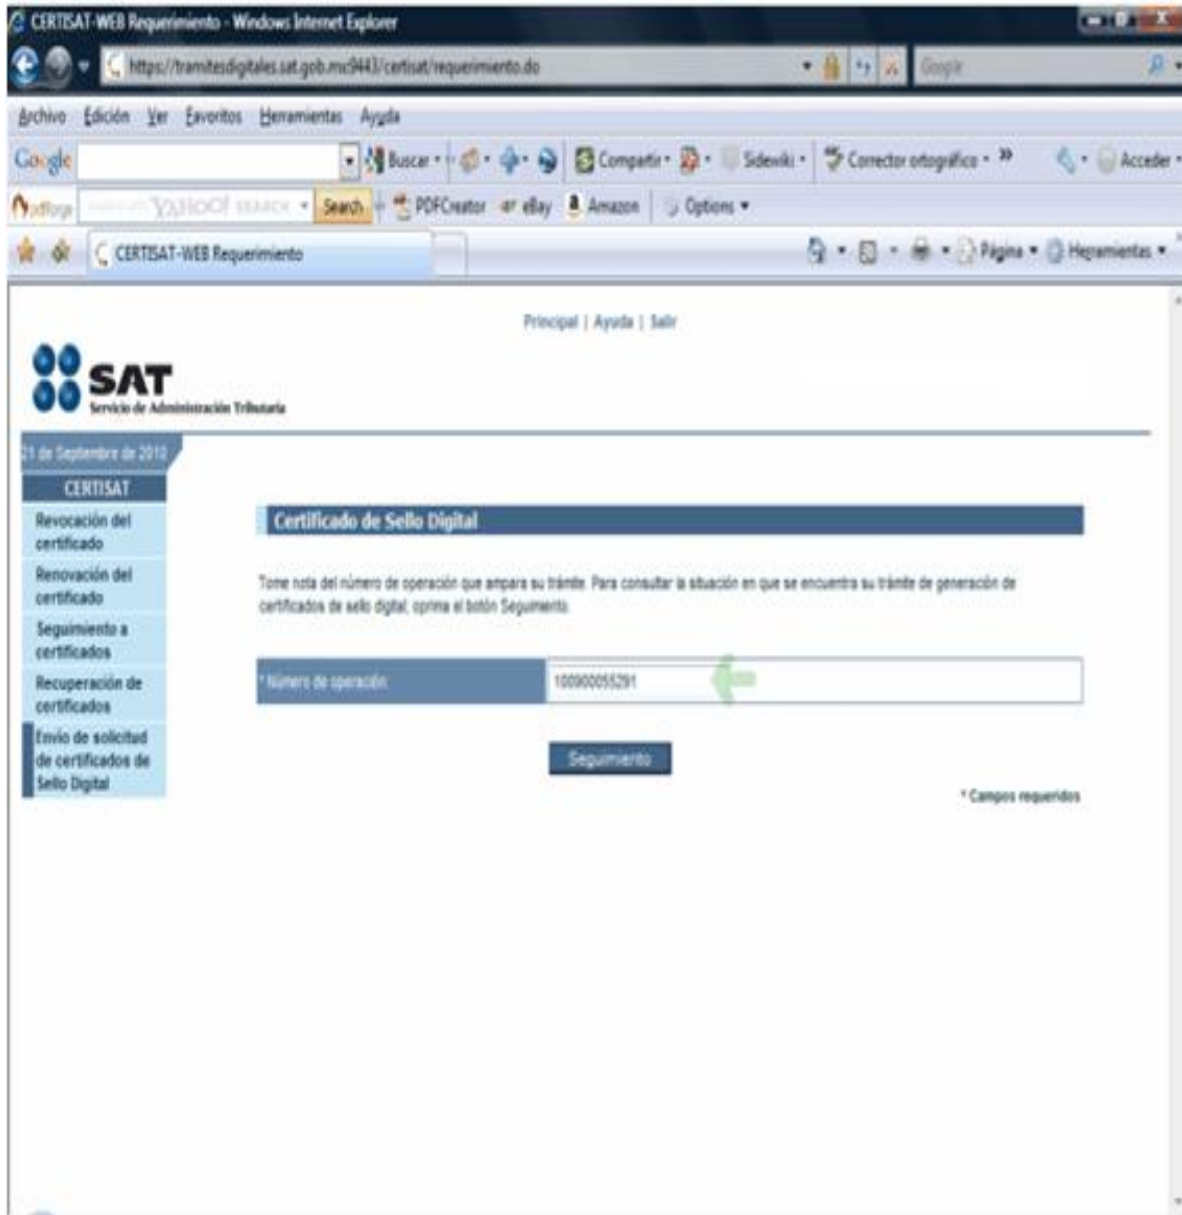 CERTISAT-WEB Requerimiento - Windows Internet Explorer
https://tramitesdigitales.sat.gob.mx:9443/certisat/requerimiento.do
Google
Archivo Edición Ver Favoritos Herramientas Ayuda
Google Buscar Compartir Sidewiki Corrector ortográfico Acceder
pdfforge YAHOO! SEARCH Search PDFCreator eBay Amazon Options
CERTISAT-WEB Requerimiento Página Herramientas
Principal | Ayuda | Salir
SAT
Servicio de Administración Tributaria
21 de Septiembre de 2010
CERTISAT
Revocación del
certificado
Renovación del
certificado
Seguimiento a
certificados
Recuperación de
certificados
Envío de solicitud
de certificados de
Sello Digital
Certificado de Sello Digital
Tome nota del número de operación que ampara su trámite. Para consultar la situación en que se encuentra su trámite de generación de
certificados de sello digital, oprima el botón Seguimiento.
* Número de operación: 100900055291
Seguimiento
* Campos requeridos